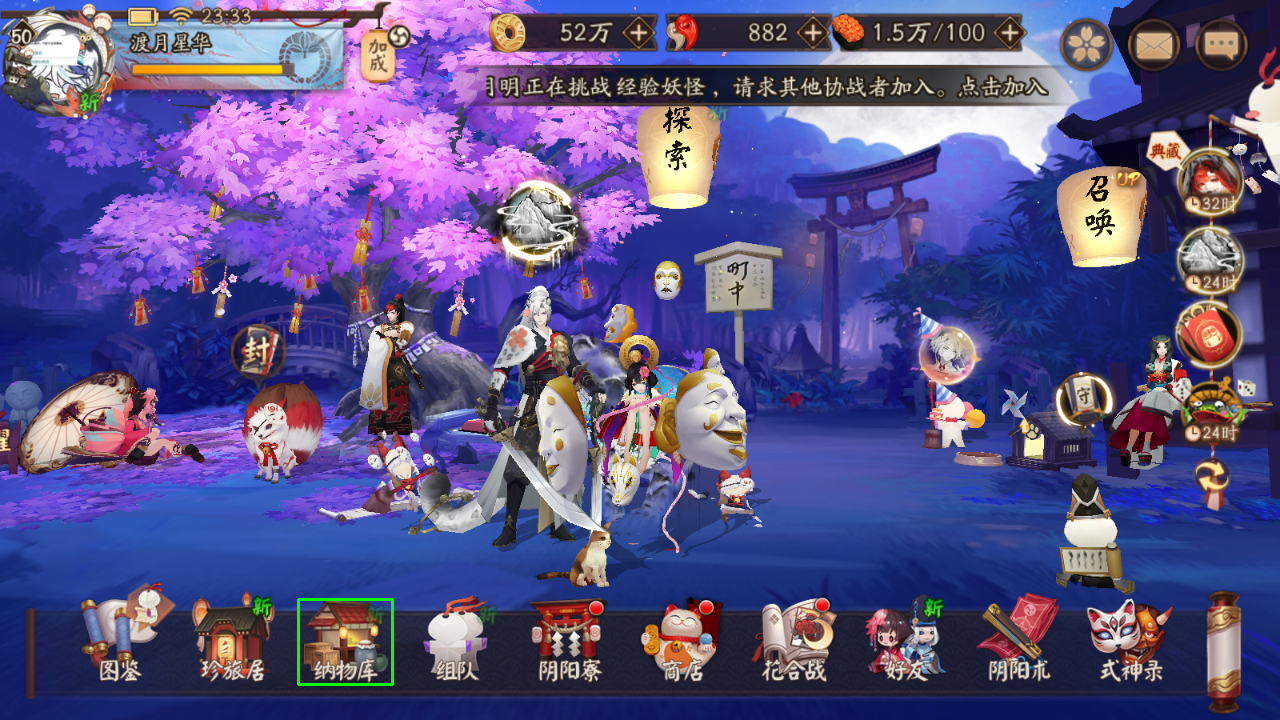 23:33
50
渡月星华
新
加成
52万
882
1.5万/100
月明正在挑战 经验妖怪 ，请求其他协战者加入。点击加入
探索
新
召唤
UP
典藏
32时
24时
町中
封
守
24时
图鉴
珍旅居
新
纳物库
新
组队
新
阴阳寮
商店
花合战
好友
新
阴阳术
式神录